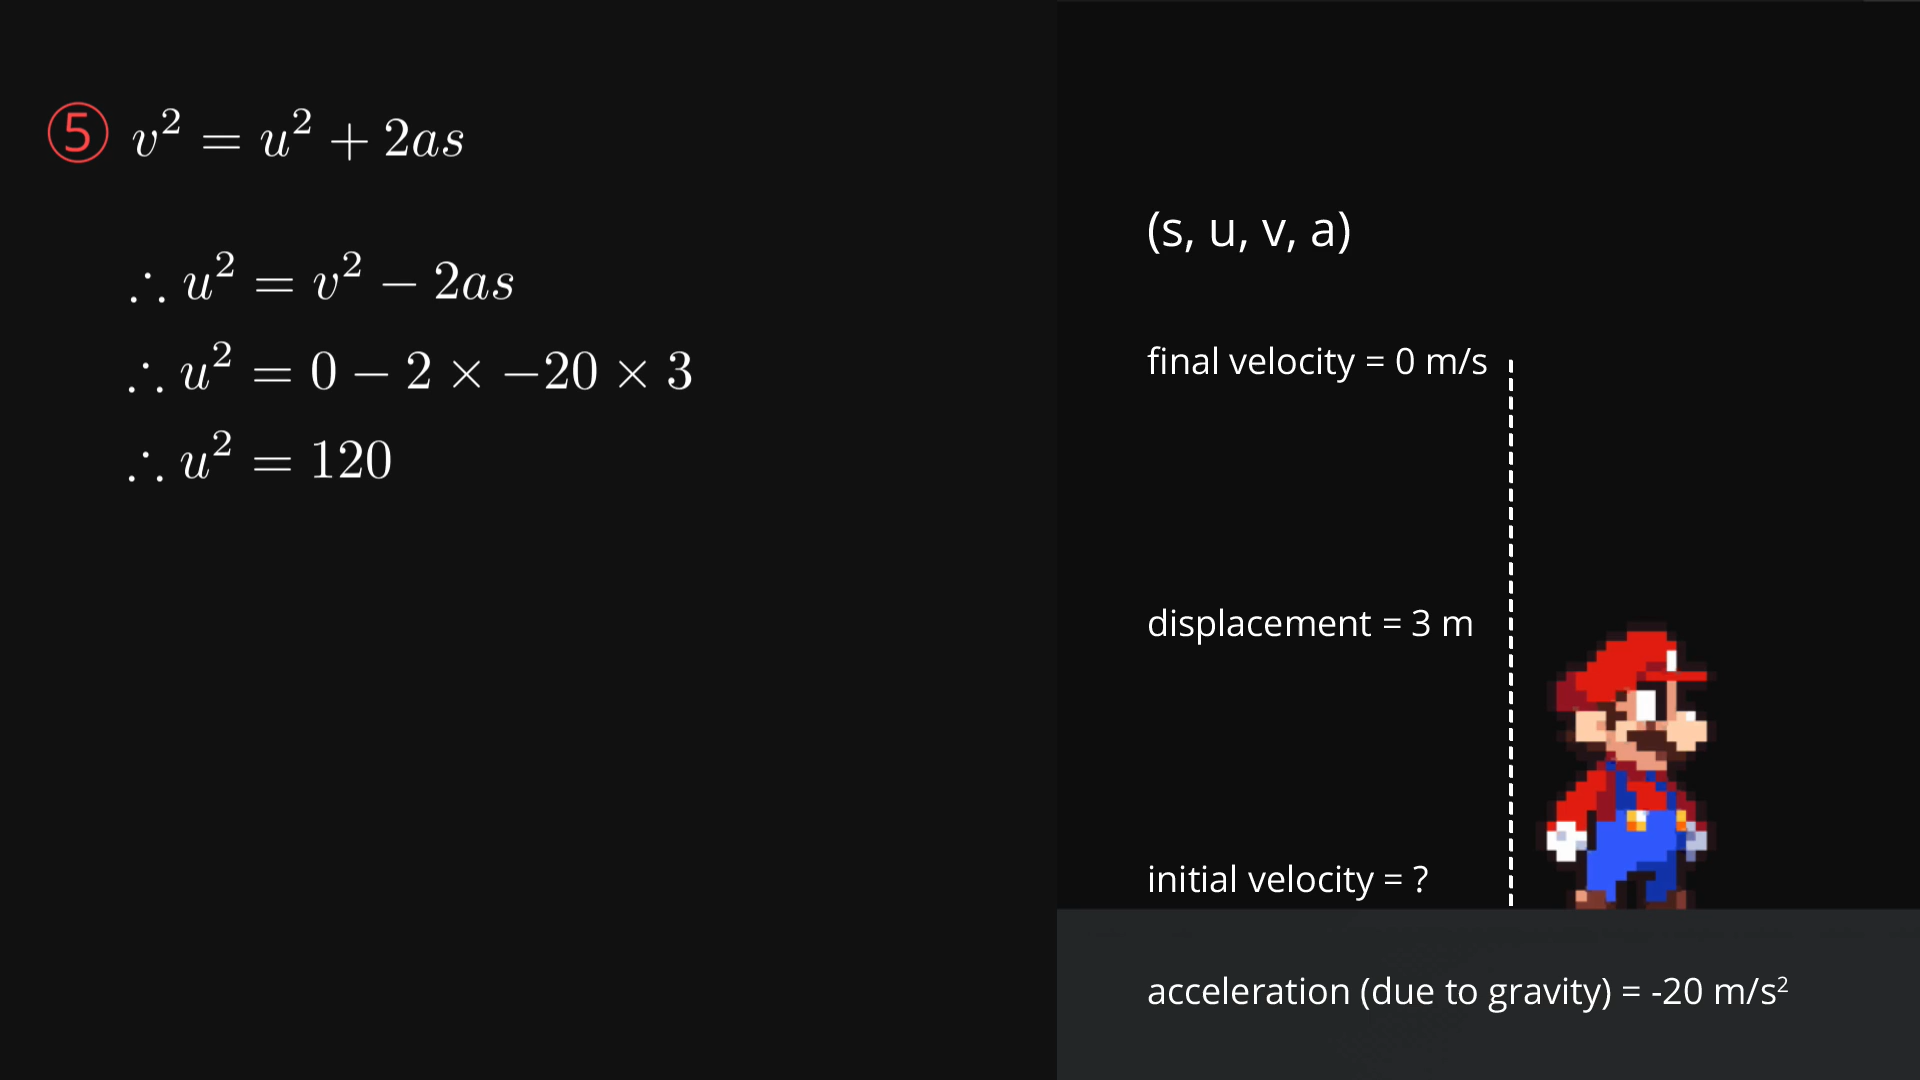 ⑤ v² = u² + 2as
∴ u² = v² − 2as
∴ u² = 0 − 2 × −20 × 3
∴ u² = 120
(s, u, v, a)
final velocity = 0 m/s
displacement = 3 m
initial velocity = ?
acceleration (due to gravity) = -20 m/s²